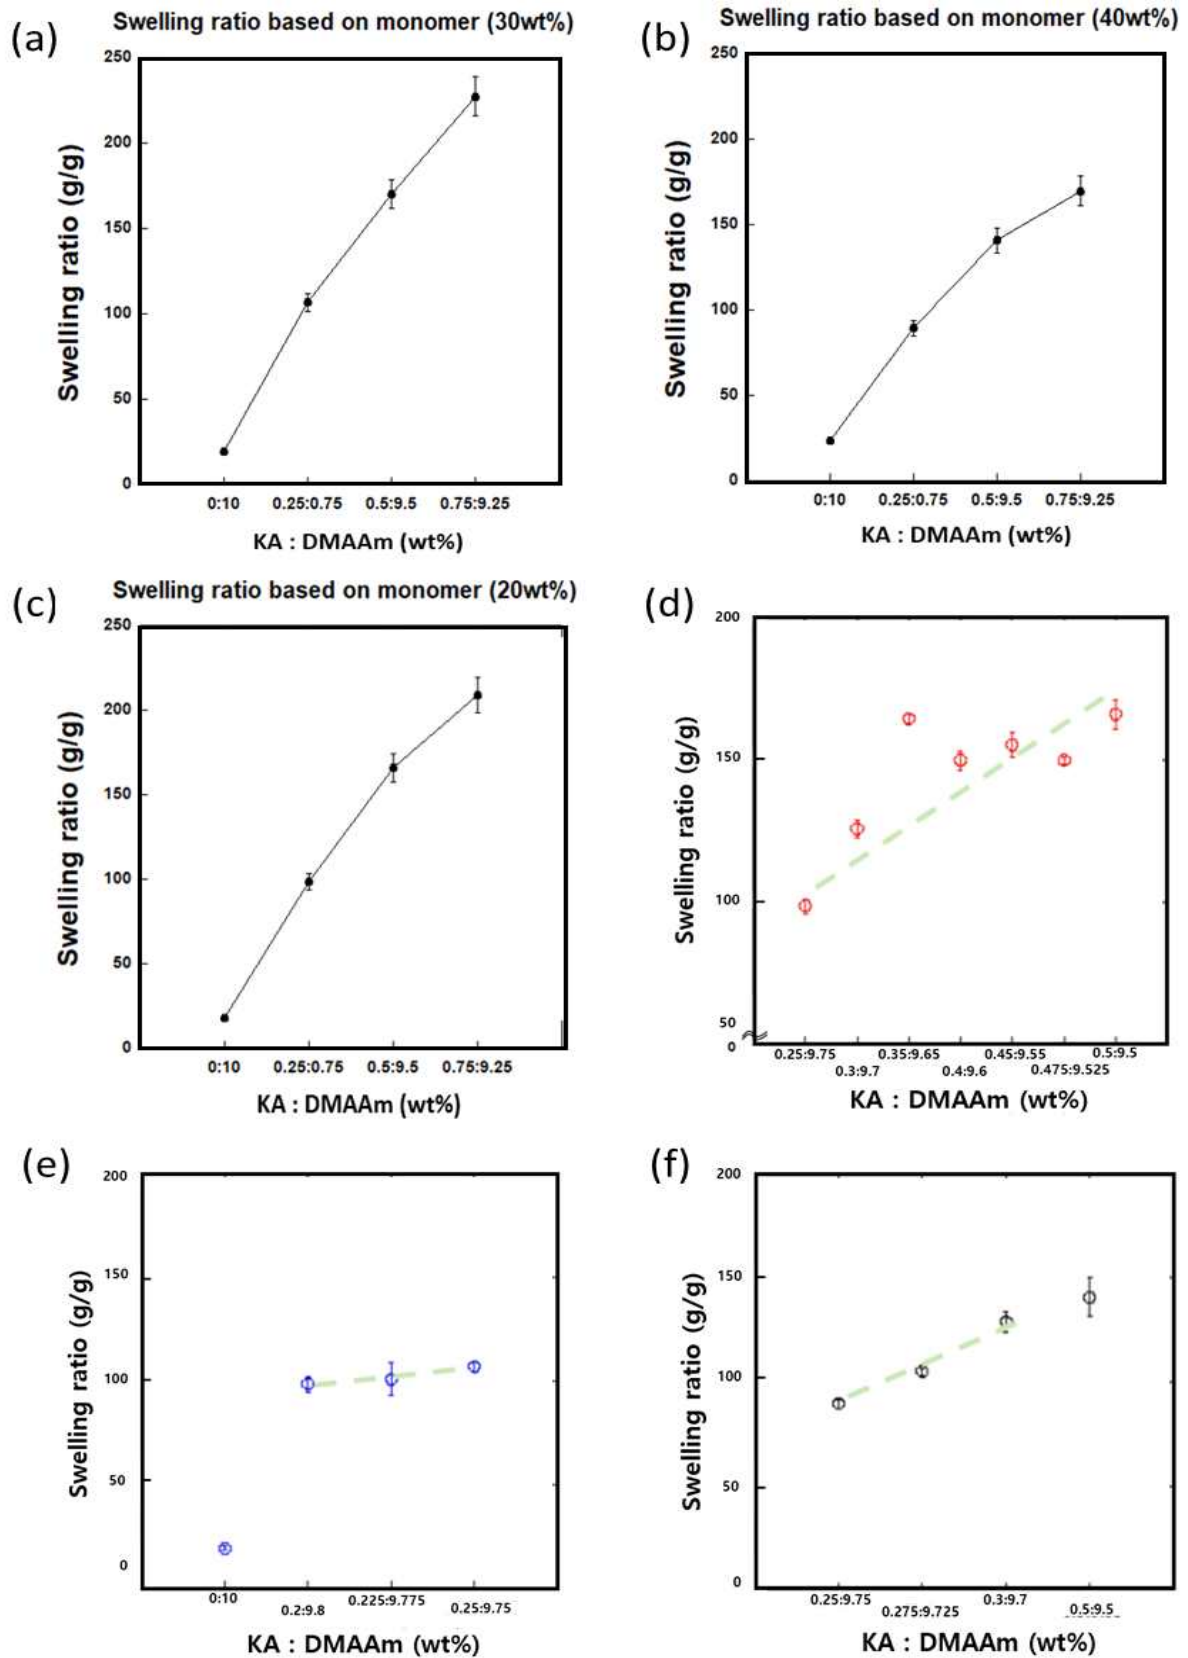 (a)
Swelling ratio based on monomer (30wt%)
250
200
150
100
50
0
Swelling ratio (g/g)
0:10 0.25:0.75 0.5:9.5 0.75:9.25
KA : DMAAm (wt%)
(b)
Swelling ratio based on monomer (40wt%)
250
200
150
100
50
0
Swelling ratio (g/g)
0:10 0.25:0.75 0.5:9.5 0.75:9.25
KA : DMAAm (wt%)
(c)
Swelling ratio based on monomer (20wt%)
250
200
150
100
50
0
Swelling ratio (g/g)
0:10 0.25:0.75 0.5:9.5 0.75:9.25
KA : DMAAm (wt%)
(d)
200
150
100
50
0
Swelling ratio (g/g)
0.25:9.75 0.35:9.65 0.45:9.55 0.5:9.5
0.3:9.7 0.4:9.6 0.475:9.525
KA : DMAAm (wt%)
(e)
200
150
100
50
0
Swelling ratio (g/g)
0:10 0.225:9.775
0.2:9.8 0.25:9.75
KA : DMAAm (wt%)
(f)
200
150
100
50
0
Swelling ratio (g/g)
0.25:9.75 0.3:9.7
0.275:9.725 0.5:9.5
KA : DMAAm (wt%)